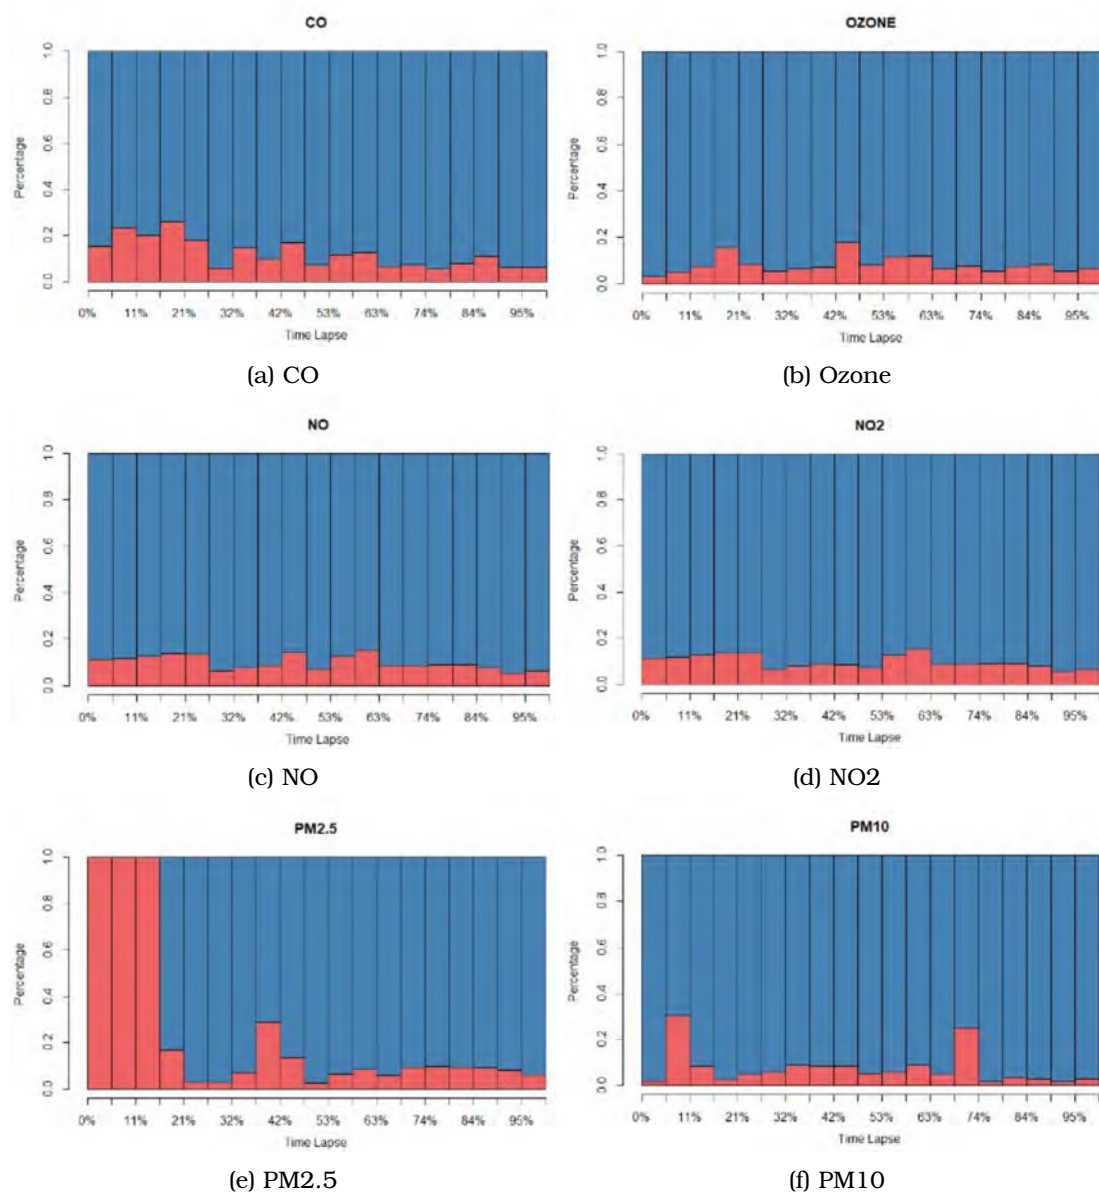 CO
Percentage
1.0
0.8
0.6
0.4
0.2
0.0
0% 11% 21% 32% 42% 53% 63% 74% 84% 95%
Time Lapse
(a) CO
OZONE
Percentage
1.0
0.8
0.6
0.4
0.2
0.0
0% 11% 21% 32% 42% 53% 63% 74% 84% 95%
Time Lapse
(b) Ozone
NO
Percentage
1.0
0.8
0.6
0.4
0.2
0.0
0% 11% 21% 32% 42% 53% 63% 74% 84% 95%
Time Lapse
(c) NO
NO2
Percentage
1.0
0.8
0.6
0.4
0.2
0.0
0% 11% 21% 32% 42% 53% 63% 74% 84% 95%
Time Lapse
(d) NO2
PM2.5
Percentage
1.0
0.8
0.6
0.4
0.2
0.0
0% 11% 21% 32% 42% 53% 63% 74% 84% 95%
Time Lapse
(e) PM2.5
PM10
Percentage
1.0
0.8
0.6
0.4
0.2
0.0
0% 11% 21% 32% 42% 53% 63% 74% 84% 95%
Time Lapse
(f) PM10